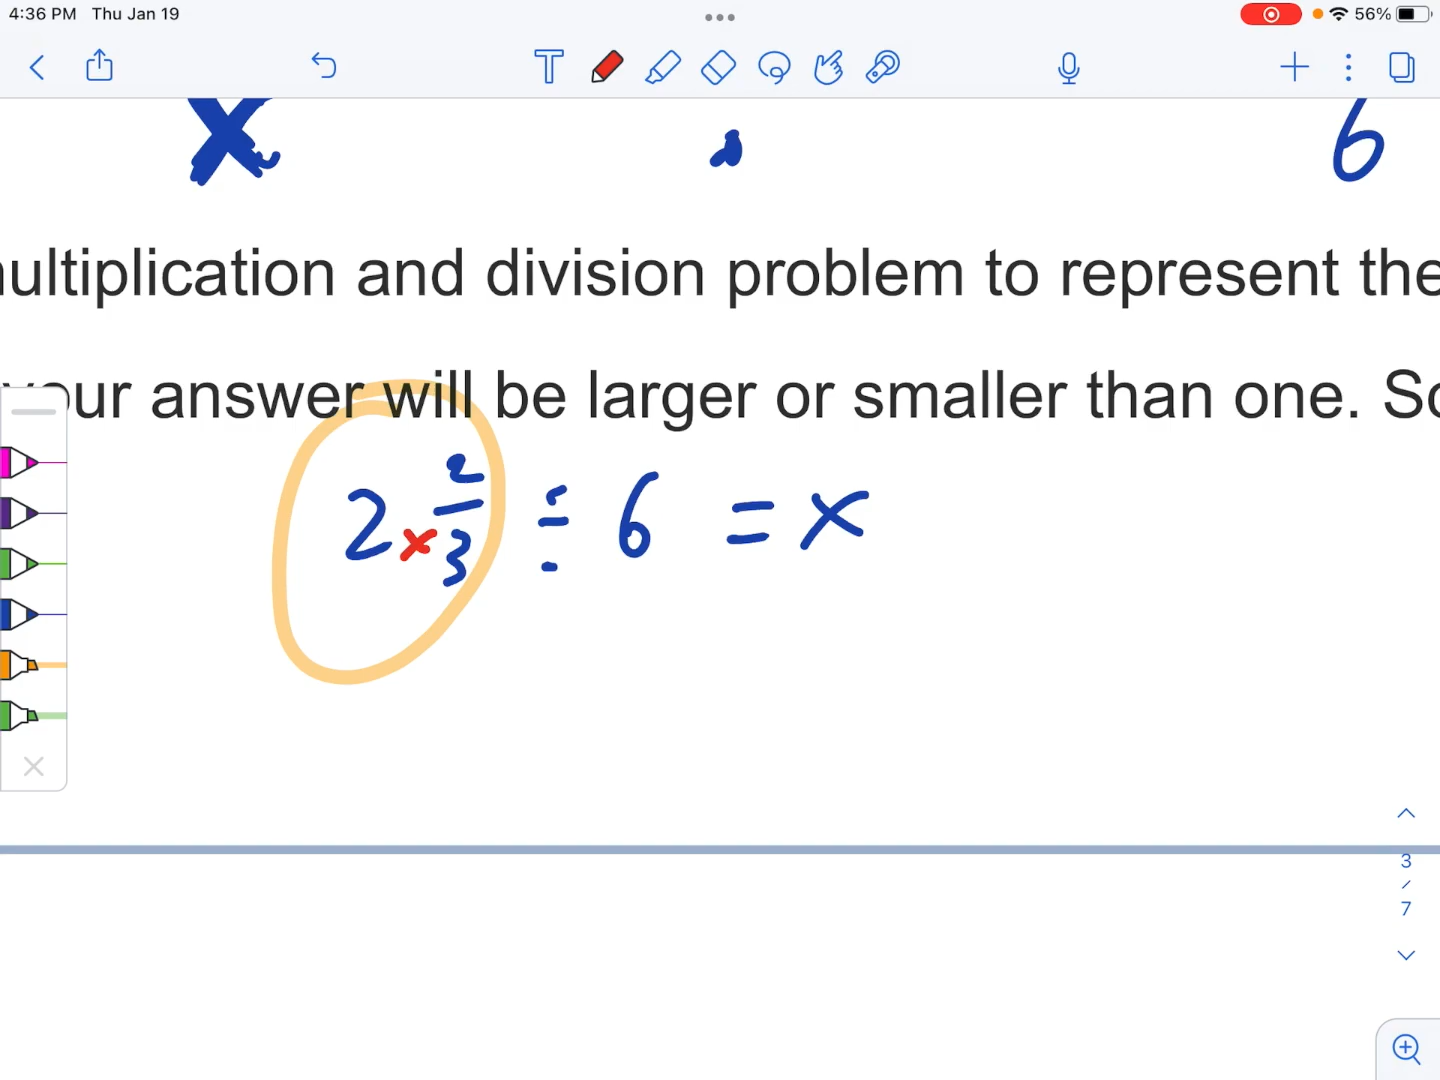 4:36 PM Thu Jan 19
56%
T
x
6
ultiplication and division problem to represent the
your answer will be larger or smaller than one. So
2 x 2/3 ÷ 6 = x
3
/
7